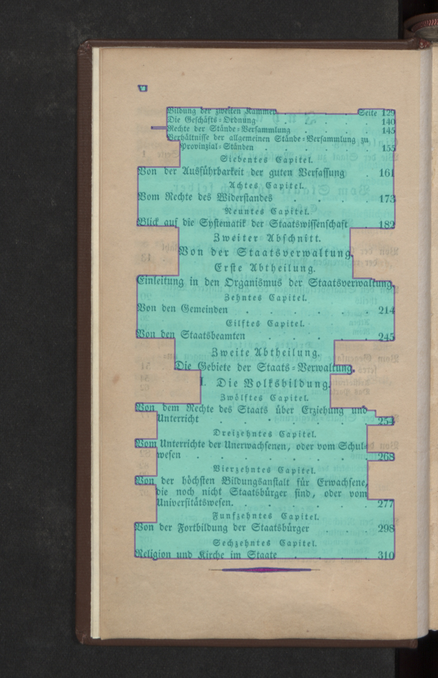 Bildung der zweiten Kammer . . . Seite 129
Die Geschäfts-Ordnung . . . . 140
Rechte der Stände-Versammlung . . . 145
Verhältnisse der allgemeinen Stände-Versammlung zu
Provinzial-Ständen . . . . 155
Siebentes Capitel.
Von der Ausführbarkeit der guten Verfassung 161
Achtes Capitel.
Vom Rechte des Widerstandes . . . . 173
Neuntes Capitel.
Blick auf die Systematik der Staatswissenschaft 182
Zweiter Abschnitt.
Von der Staatsverwaltung.
Erste Abtheilung.
Einleitung in den Organismus der Staatsverwaltung.
Zehntes Capitel.
Von den Gemeinden . . . . 214
Eilftes Capitel.
Von den Staatsbeamten . . . . 245
Zweite Abtheilung.
Die Gebiete der Staats-Verwaltung.
I. Die Volksbildung.
Zwölftes Capitel.
Von dem Rechte des Staats über Erziehung und
Unterricht . . . . 254
Dreizehntes Capitel.
Vom Unterrichte der Unerwachsenen, oder vom Schul-
wesen . . . . 268
Vierzehntes Capitel.
Von der höchsten Bildungsanstalt für Erwachsene,
die noch nicht Staatsbürger sind, oder vom
Universitätswesen. . . . 277
Funfzehntes Capitel.
Von der Fortbildung der Staatsbürger . . 298
Sechzehntes Capitel.
Religion und Kirche im Staate . . . 310